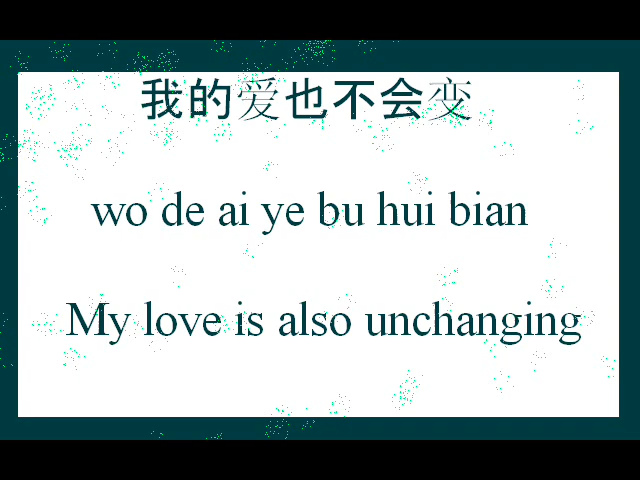 我的爱也不会变
wo de ai ye bu hui bian
My love is also unchanging